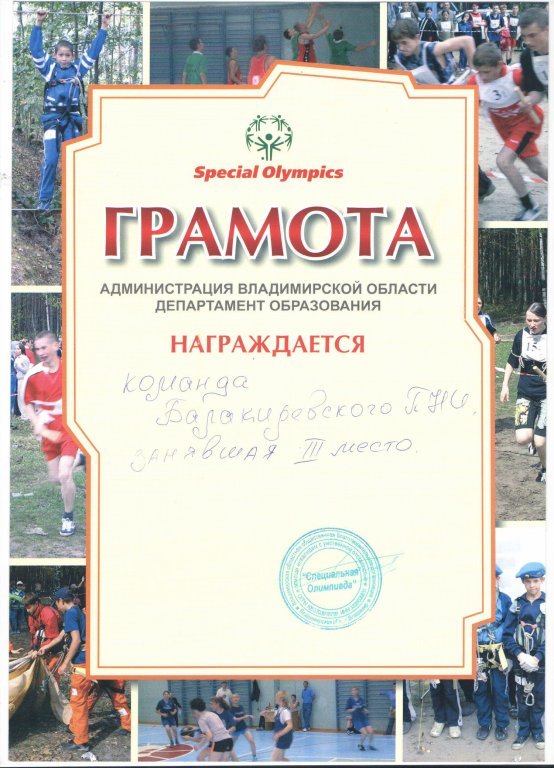 Special Olympics
ГРАМОТА
АДМИНИСТРАЦИЯ ВЛАДИМИРСКОЙ ОБЛАСТИ
ДЕПАРТАМЕНТ ОБРАЗОВАНИЯ
НАГРАЖДАЕТСЯ
команда
Балакиревского ПНИ,
занявшая III место.
"Специальная
Олимпиада"